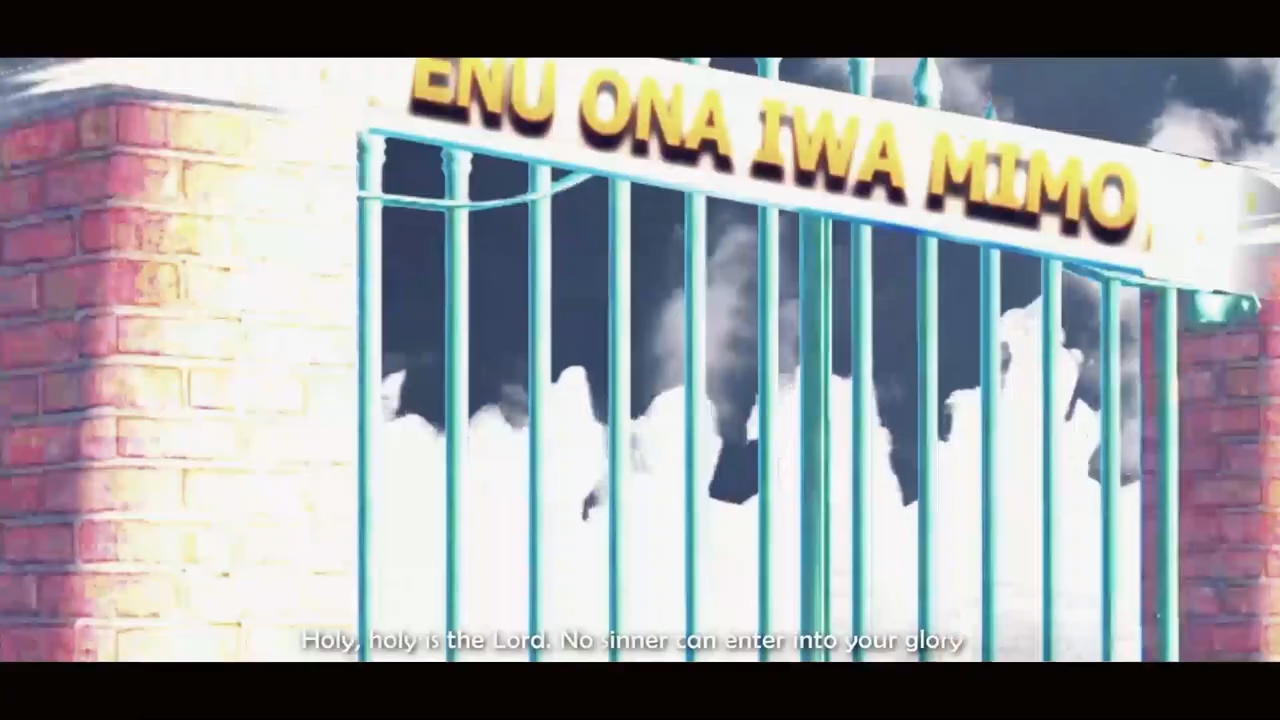 ENU ONA IWA MIMO
Holy, holy is the Lord. No sinner can enter into your glory